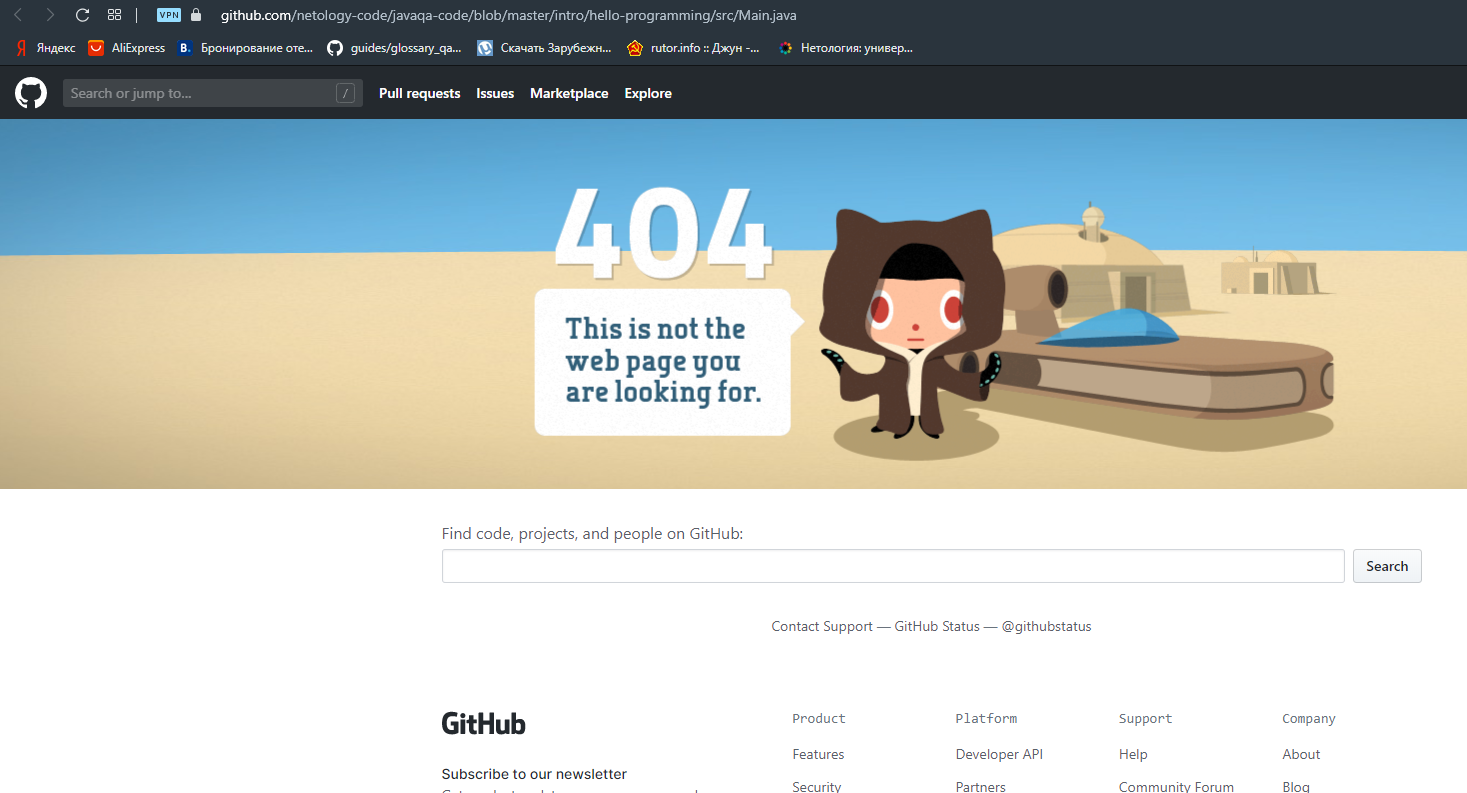 VPN github.com/netology-code/javaqa-code/blob/master/intro/hello-programming/src/Main.java
Яндекс AliExpress B. Бронирование оте... guides/glossary_qa... Скачать Зарубежн... rutor.info :: Джун -... Нетология: универ...
Search or jump to... / Pull requests Issues Marketplace Explore
404
This is not the
web page you
are looking for.
Find code, projects, and people on GitHub:
Search
Contact Support — GitHub Status — @githubstatus
GitHub
Product Platform Support Company
Features Developer API Help About
Subscribe to our newsletter
Security Partners Community Forum Blog